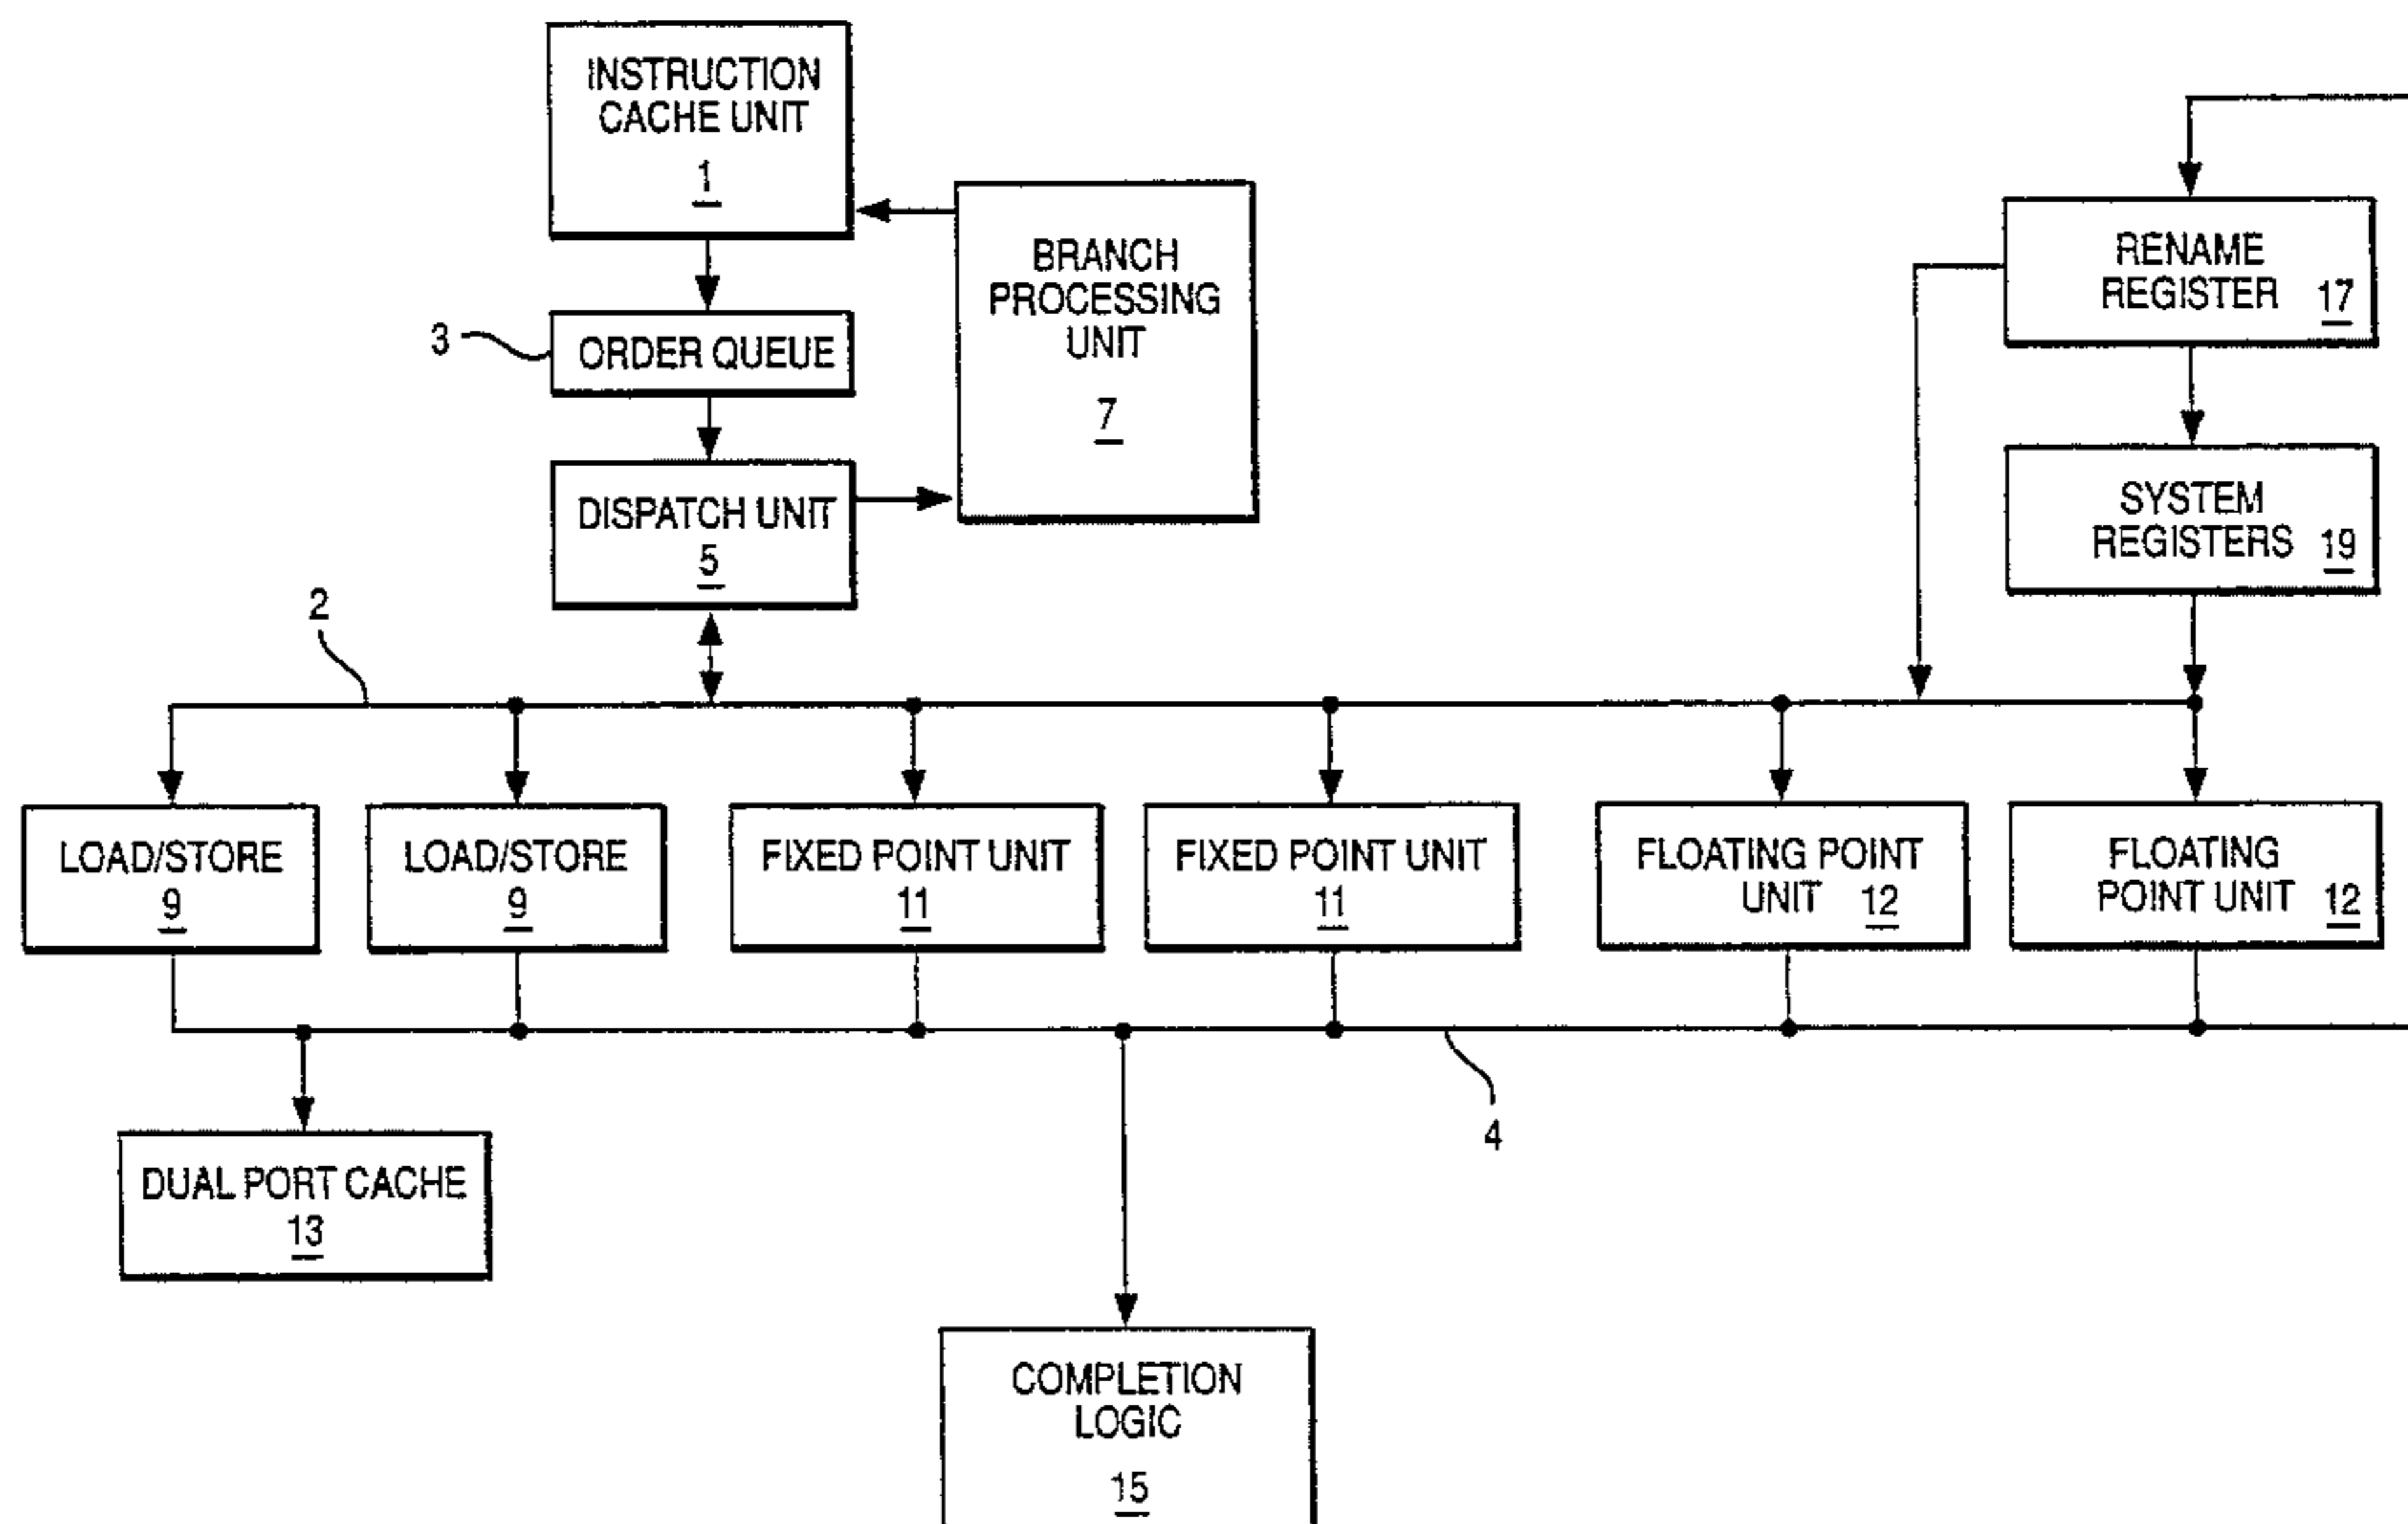 INSTRUCTION
CACHE UNIT
1
BRANCH
PROCESSING
UNIT
7
RENAME
REGISTER 17
3
ORDER QUEUE
SYSTEM
REGISTERS 19
DISPATCH UNIT
5
2
LOAD/STORE
9
LOAD/STORE
9
FIXED POINT UNIT
11
FIXED POINT UNIT
11
FLOATING POINT
UNIT 12
FLOATING
POINT UNIT 12
4
DUAL PORT CACHE
13
COMPLETION
LOGIC
15